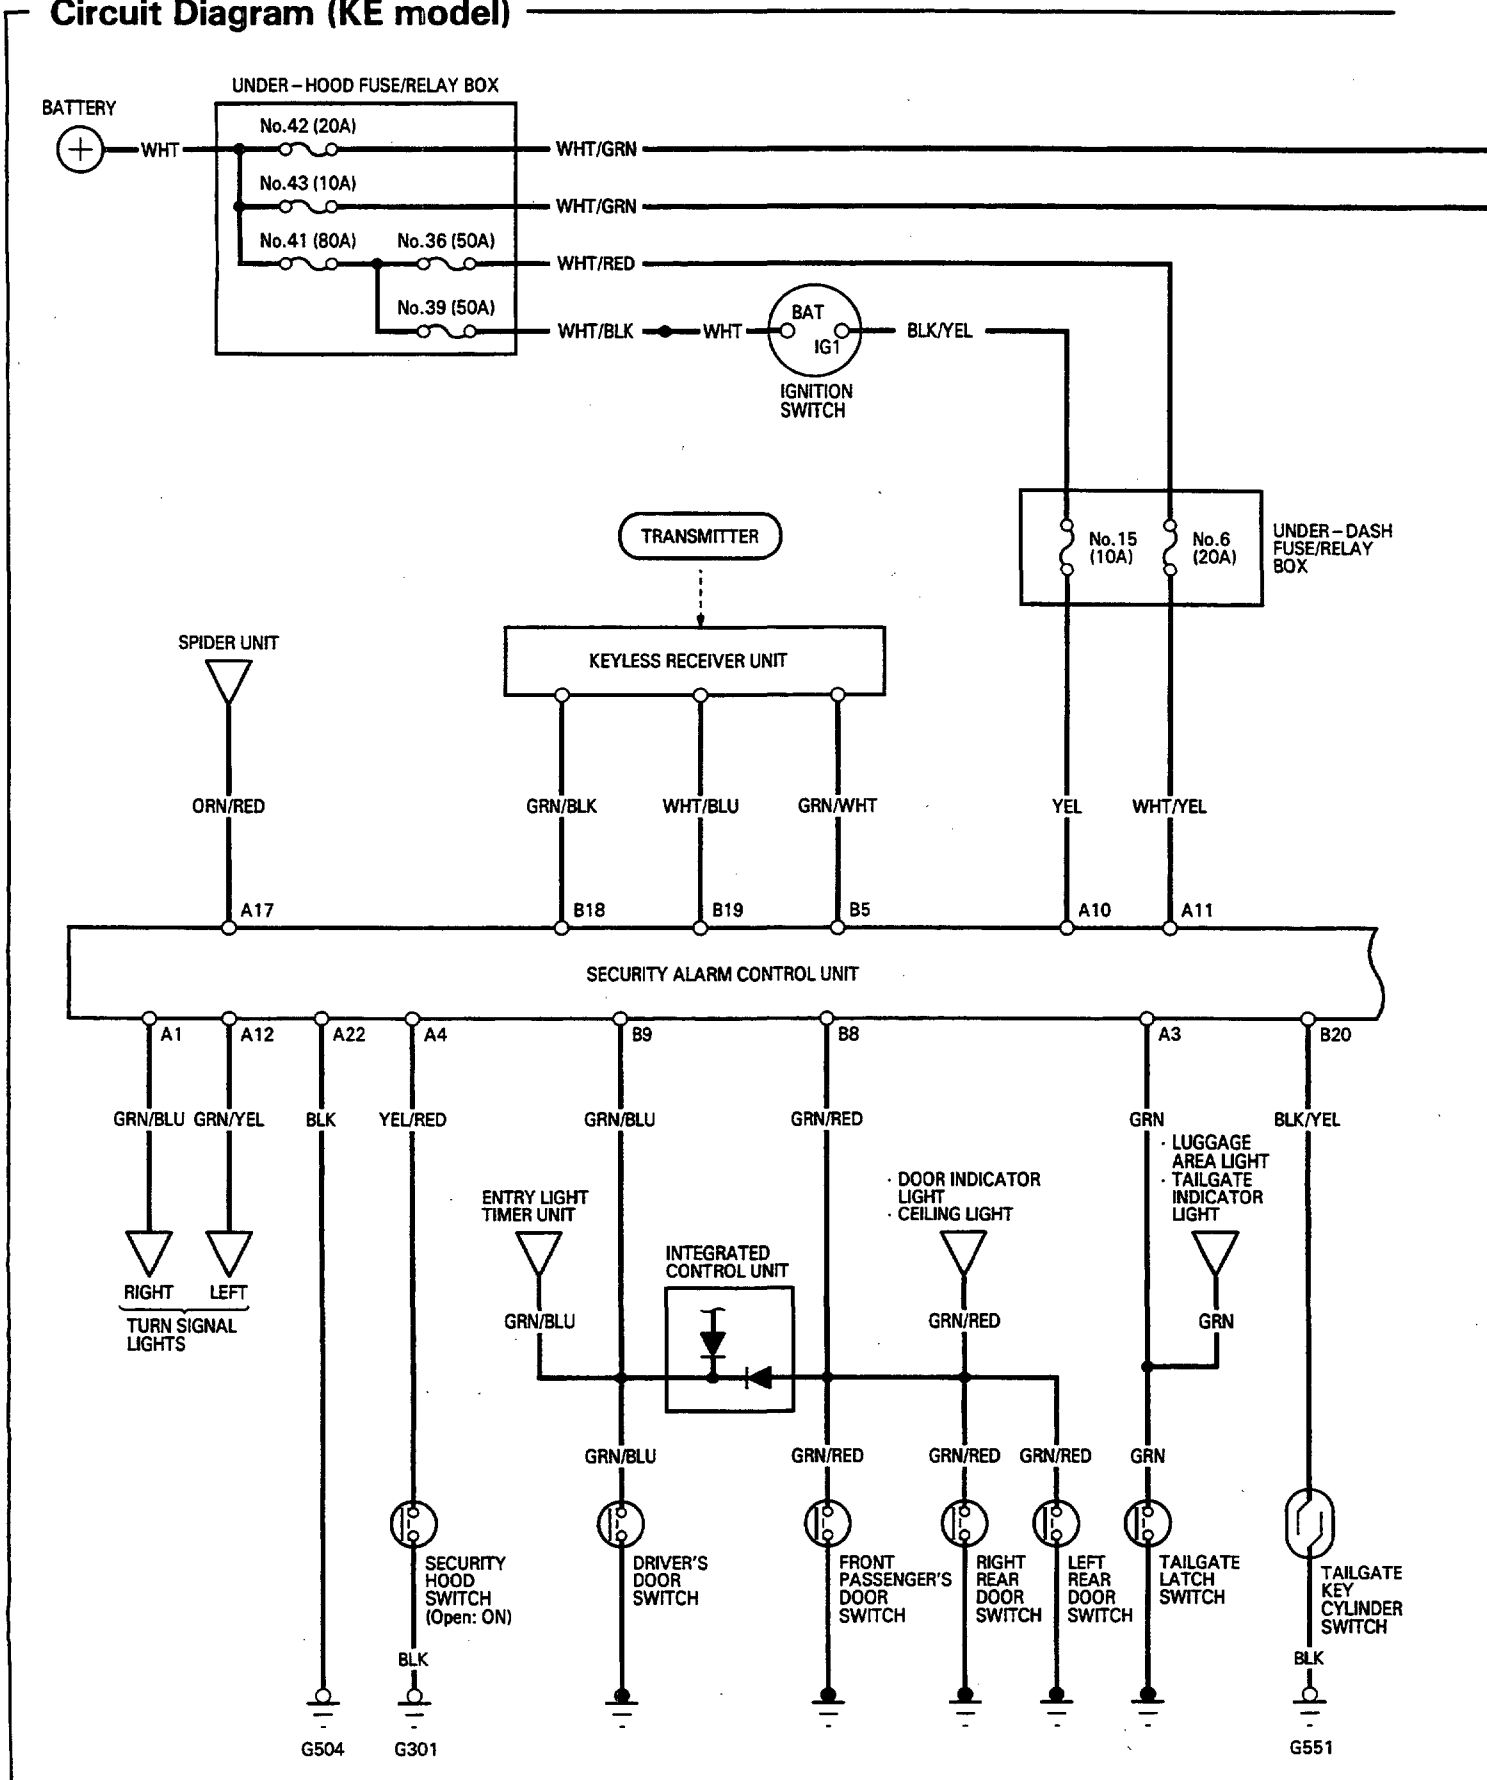 Circuit Diagram (KE model)
UNDER-HOOD FUSE/RELAY BOX
BATTERY
+
WHT
No.42 (20A)
WHT/GRN
No.43 (10A)
WHT/GRN
No.41 (80A)
No.36 (50A)
WHT/RED
No.39 (50A)
WHT/BLK
WHT
BAT
IG1
BLK/YEL
IGNITION
SWITCH
TRANSMITTER
No.15
(10A)
No.6
(20A)
UNDER-DASH
FUSE/RELAY
BOX
SPIDER UNIT
KEYLESS RECEIVER UNIT
ORN/RED
GRN/BLK
WHT/BLU
GRN/WHT
YEL
WHT/YEL
A17
B18
B19
B5
A10
A11
SECURITY ALARM CONTROL UNIT
A1
A12
A22
A4
B9
B8
A3
B20
GRN/BLU
GRN/YEL
BLK
YEL/RED
GRN/BLU
GRN/RED
GRN
BLK/YEL
· LUGGAGE
AREA LIGHT
· TAILGATE
INDICATOR
LIGHT
ENTRY LIGHT
TIMER UNIT
· DOOR INDICATOR
LIGHT
· CEILING LIGHT
INTEGRATED
CONTROL UNIT
RIGHT
LEFT
TURN SIGNAL
LIGHTS
GRN/BLU
GRN/RED
GRN
GRN/BLU
GRN/RED
GRN/RED
GRN/RED
GRN
SECURITY
HOOD
SWITCH
(Open: ON)
DRIVER'S
DOOR
SWITCH
FRONT
PASSENGER'S
DOOR
SWITCH
RIGHT
REAR
DOOR
SWITCH
LEFT
REAR
DOOR
SWITCH
TAILGATE
LATCH
SWITCH
TAILGATE
KEY
CYLINDER
SWITCH
BLK
BLK
G504
G301
G551